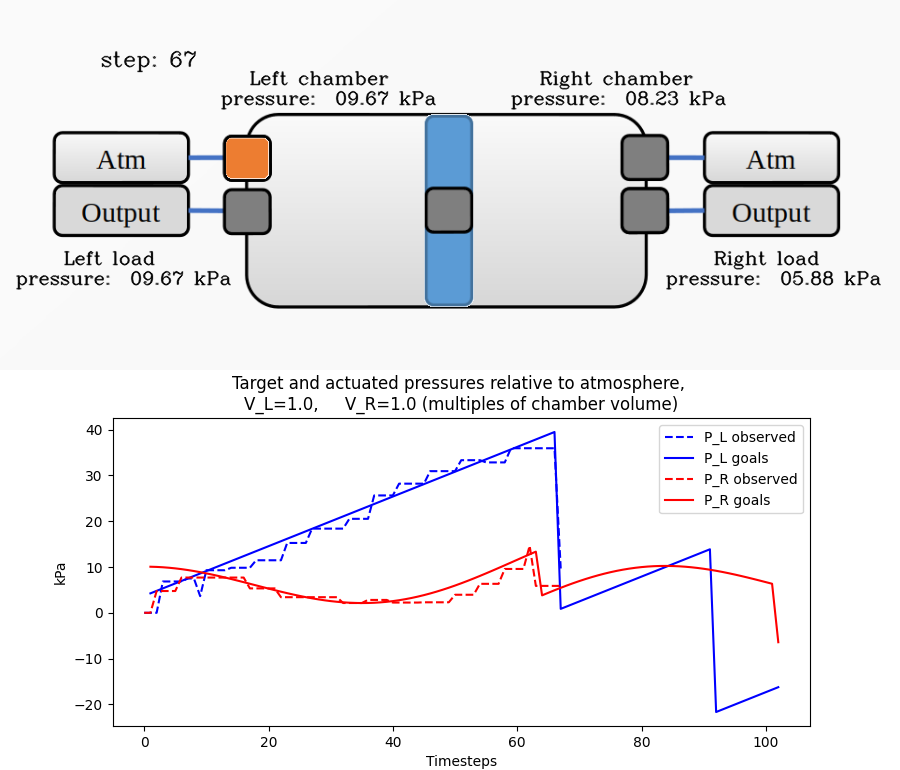 step: 67
Left chamber
pressure: 09.67 kPa
Right chamber
pressure: 08.23 kPa
Atm
Output
Atm
Output
Left load
pressure: 09.67 kPa
Right load
pressure: 05.88 kPa
Target and actuated pressures relative to atmosphere,
V_L=1.0, V_R=1.0 (multiples of chamber volume)
40
30
20
10
0
−10
−20
kPa
P_L observed
P_L goals
P_R observed
P_R goals
0 20 40 60 80 100
Timesteps